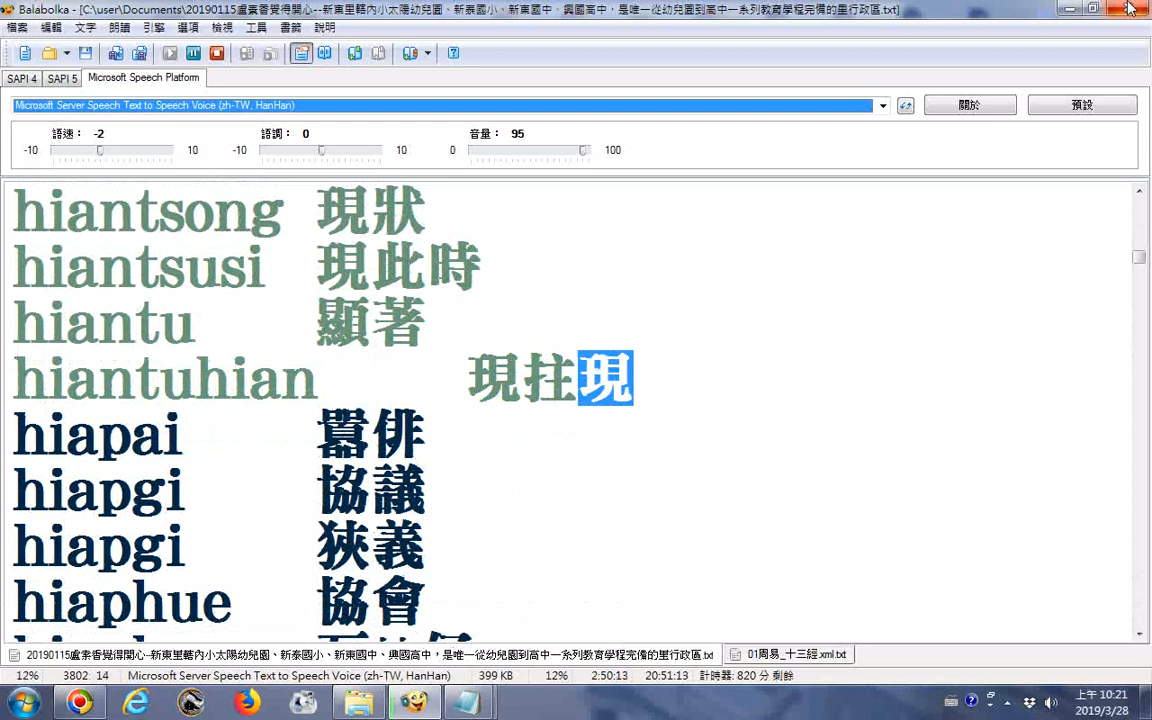 Balabolka - [C:\user\Documents\20190115盧索香覺得開心--新東里轄內小太陽幼兒園、新泰國小、新東國中、興國高中，是唯一從幼兒園到高中一系列教育學程完備的里行政區.txt]
檔案 編輯 文字 朗讀 引擎 選項 檢視 工具 書籤 說明
SAPI 4 SAPI 5 Microsoft Speech Platform
Microsoft Server Speech Text to Speech Voice (zh-TW, HanHan) 關於 預設
語速： -2 語調： 0 音量： 95
-10 10 -10 10 0 100
hiantsong 現狀
hiantsusi 現此時
hiantu 顯著
hiantuhian 現拄現
hiapai 囂俳
hiapgi 協議
hiapgi 狹義
hiaphue 協會
20190115盧索香覺得開心--新東里轄內小太陽幼兒園、新泰國小、新東國中、興國高中，是唯一從幼兒園到高中一系列教育學程完備的里行政區.txt 01周易_十三經.xml.txt
12% 3802: 14 Microsoft Server Speech Text to Speech Voice (zh-TW, HanHan) 399 KB 12% 2:50:13 20:51:13 計時器: 820 分 剩餘
上午 10:21
2019/3/28